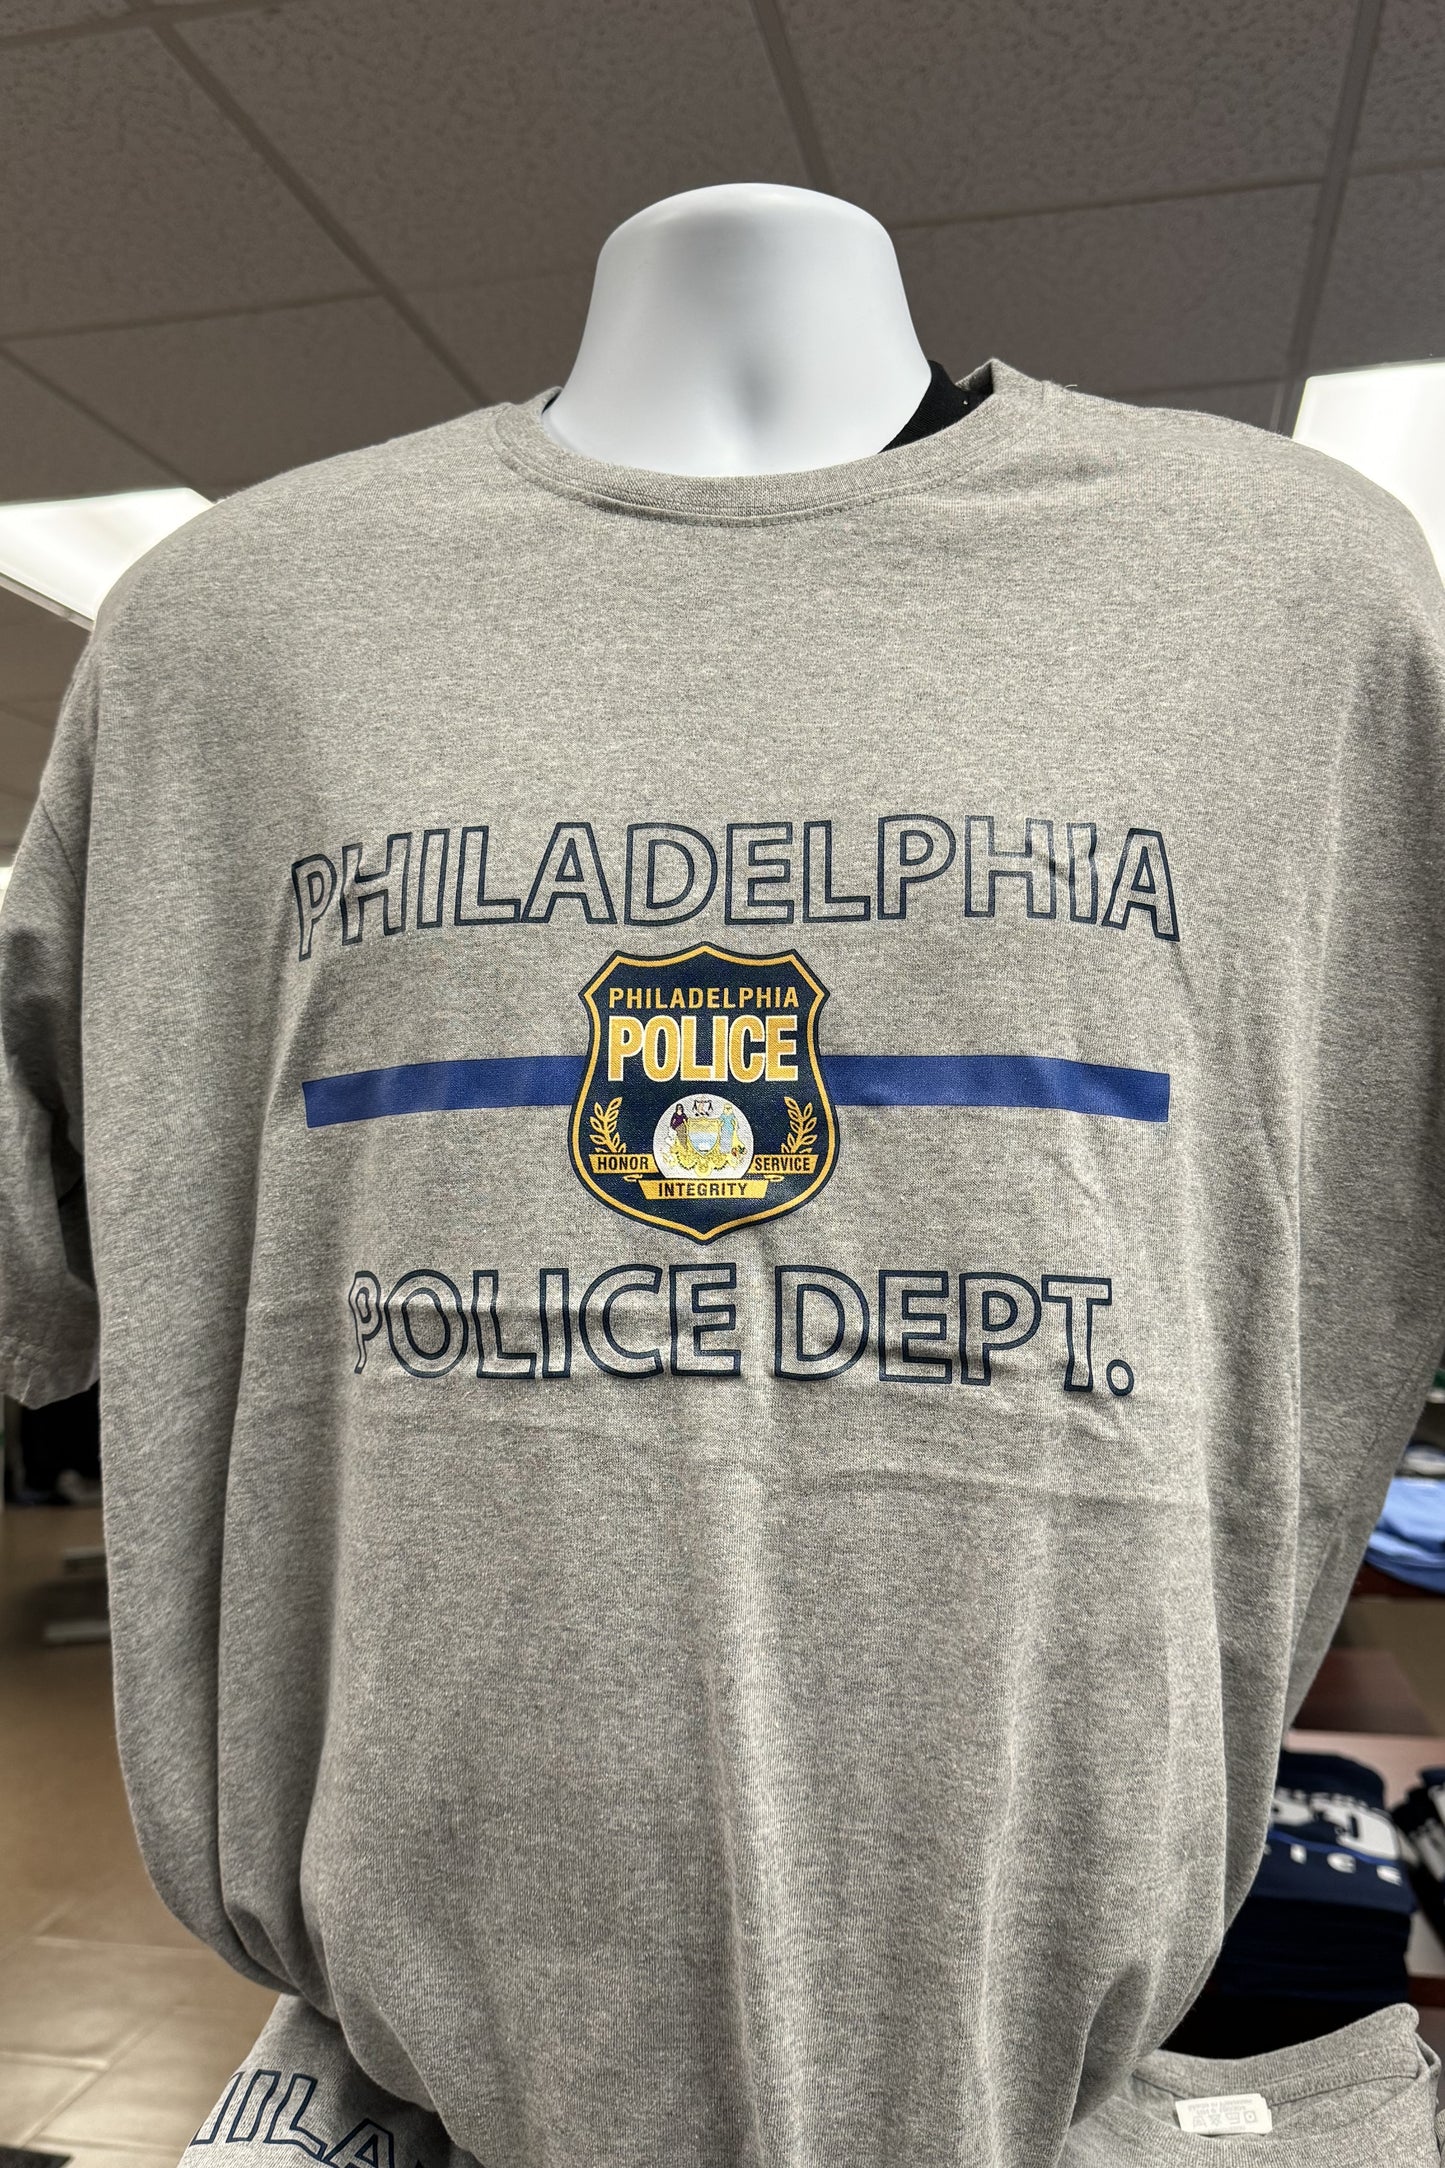 PHILADELPHIA
PHILADELPHIA
POLICE
HONOR
SERVICE
INTEGRITY
POLICE DEPT.